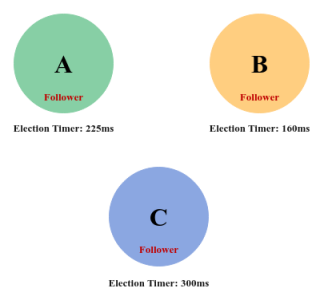 A
Follower
Election Timer: 225ms
B
Follower
Election Timer: 160ms
C
Follower
Election Timer: 300ms